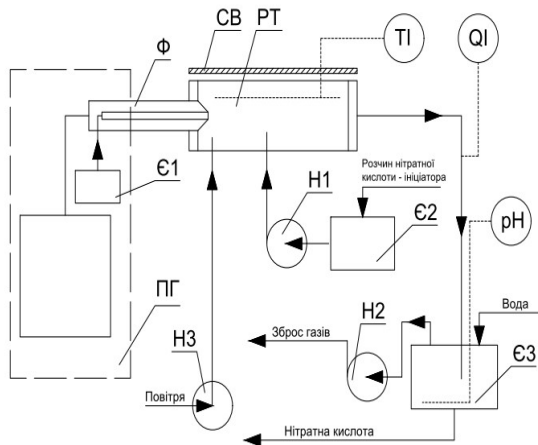 СВ
РТ
TI
QI
Ф
Є1
Н1
Розчин нітратної
кислоти - ініціатора
Є2
pH
ПГ
Н3
Повітря
Зброс газів
Н2
Вода
Є3
Нітратна кислота